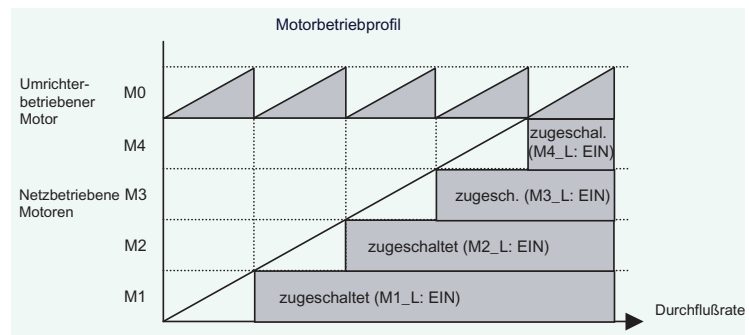 Motorbetriebprofil
Umrichter-
betriebener
Motor
M0
M4
zugeschal.
(M4_L: EIN)
Netzbetriebene
Motoren
M3
zugesch. (M3_L: EIN)
M2
zugeschaltet (M2_L: EIN)
M1
zugeschaltet (M1_L: EIN)
Durchflußrate